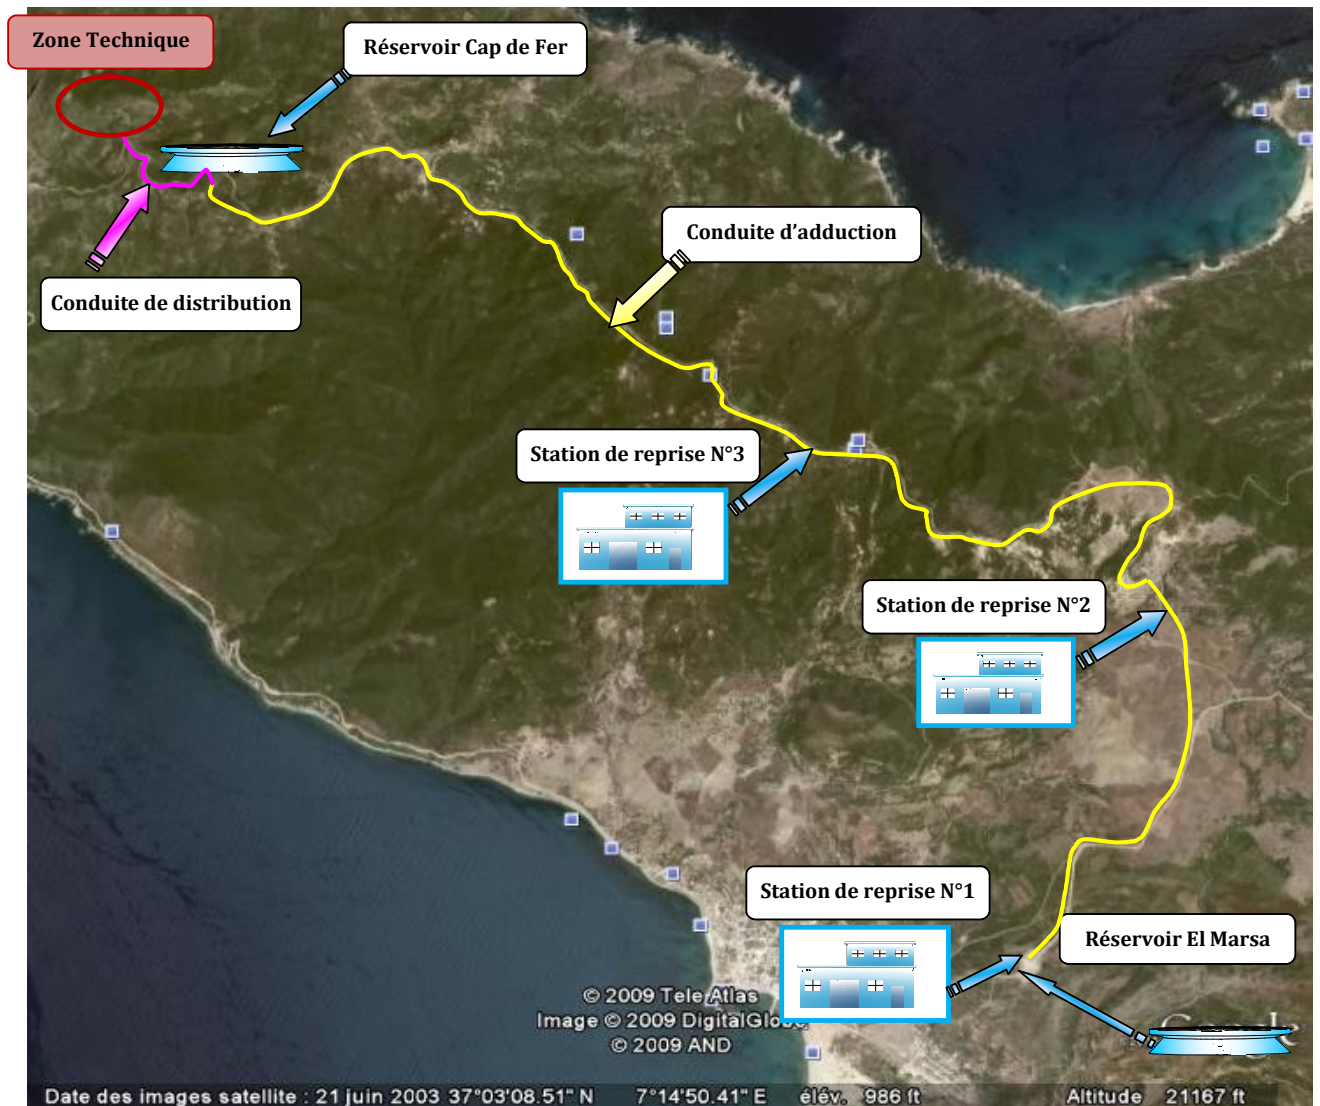 Zone Technique
Réservoir Cap de Fer
Conduite d'adduction
Conduite de distribution
Station de reprise N°3
Station de reprise N°2
Station de reprise N°1
Réservoir El Marsa
© 2009 Tele Atlas
Image © 2009 DigitalGlobe
© 2009 AND
Google
Date des images satellite : 21 juin 2003 37°03'08.51" N 7°14'50.41" E élév. 986 ft Altitude 21167 ft